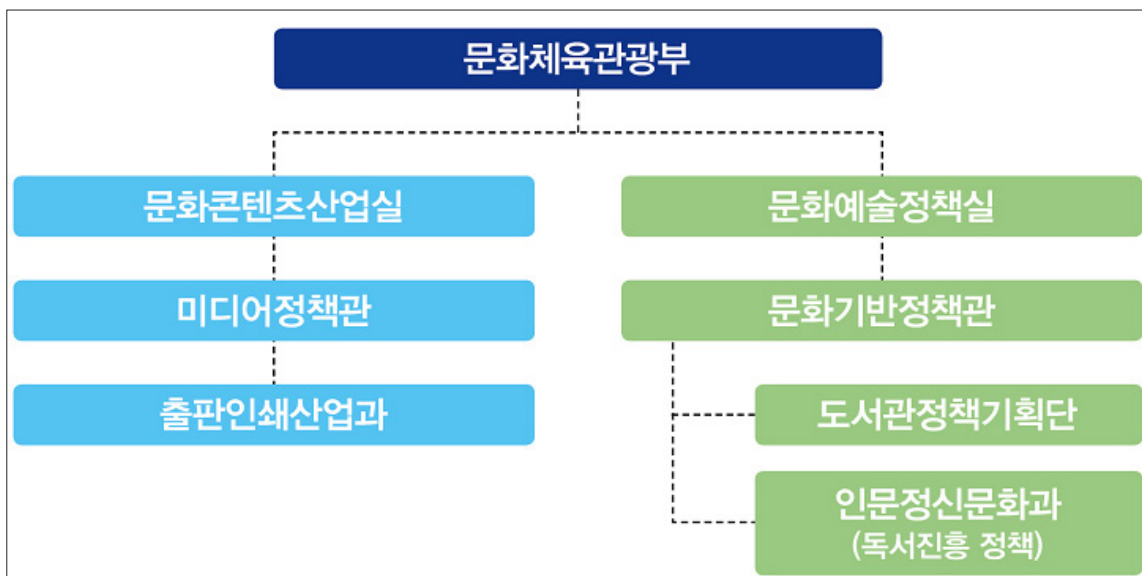 문화체육관광부
문화콘텐츠산업실
문화예술정책실
미디어정책관
문화기반정책관
출판인쇄산업과
도서관정책기획단
인문정신문화과
(독서진흥 정책)